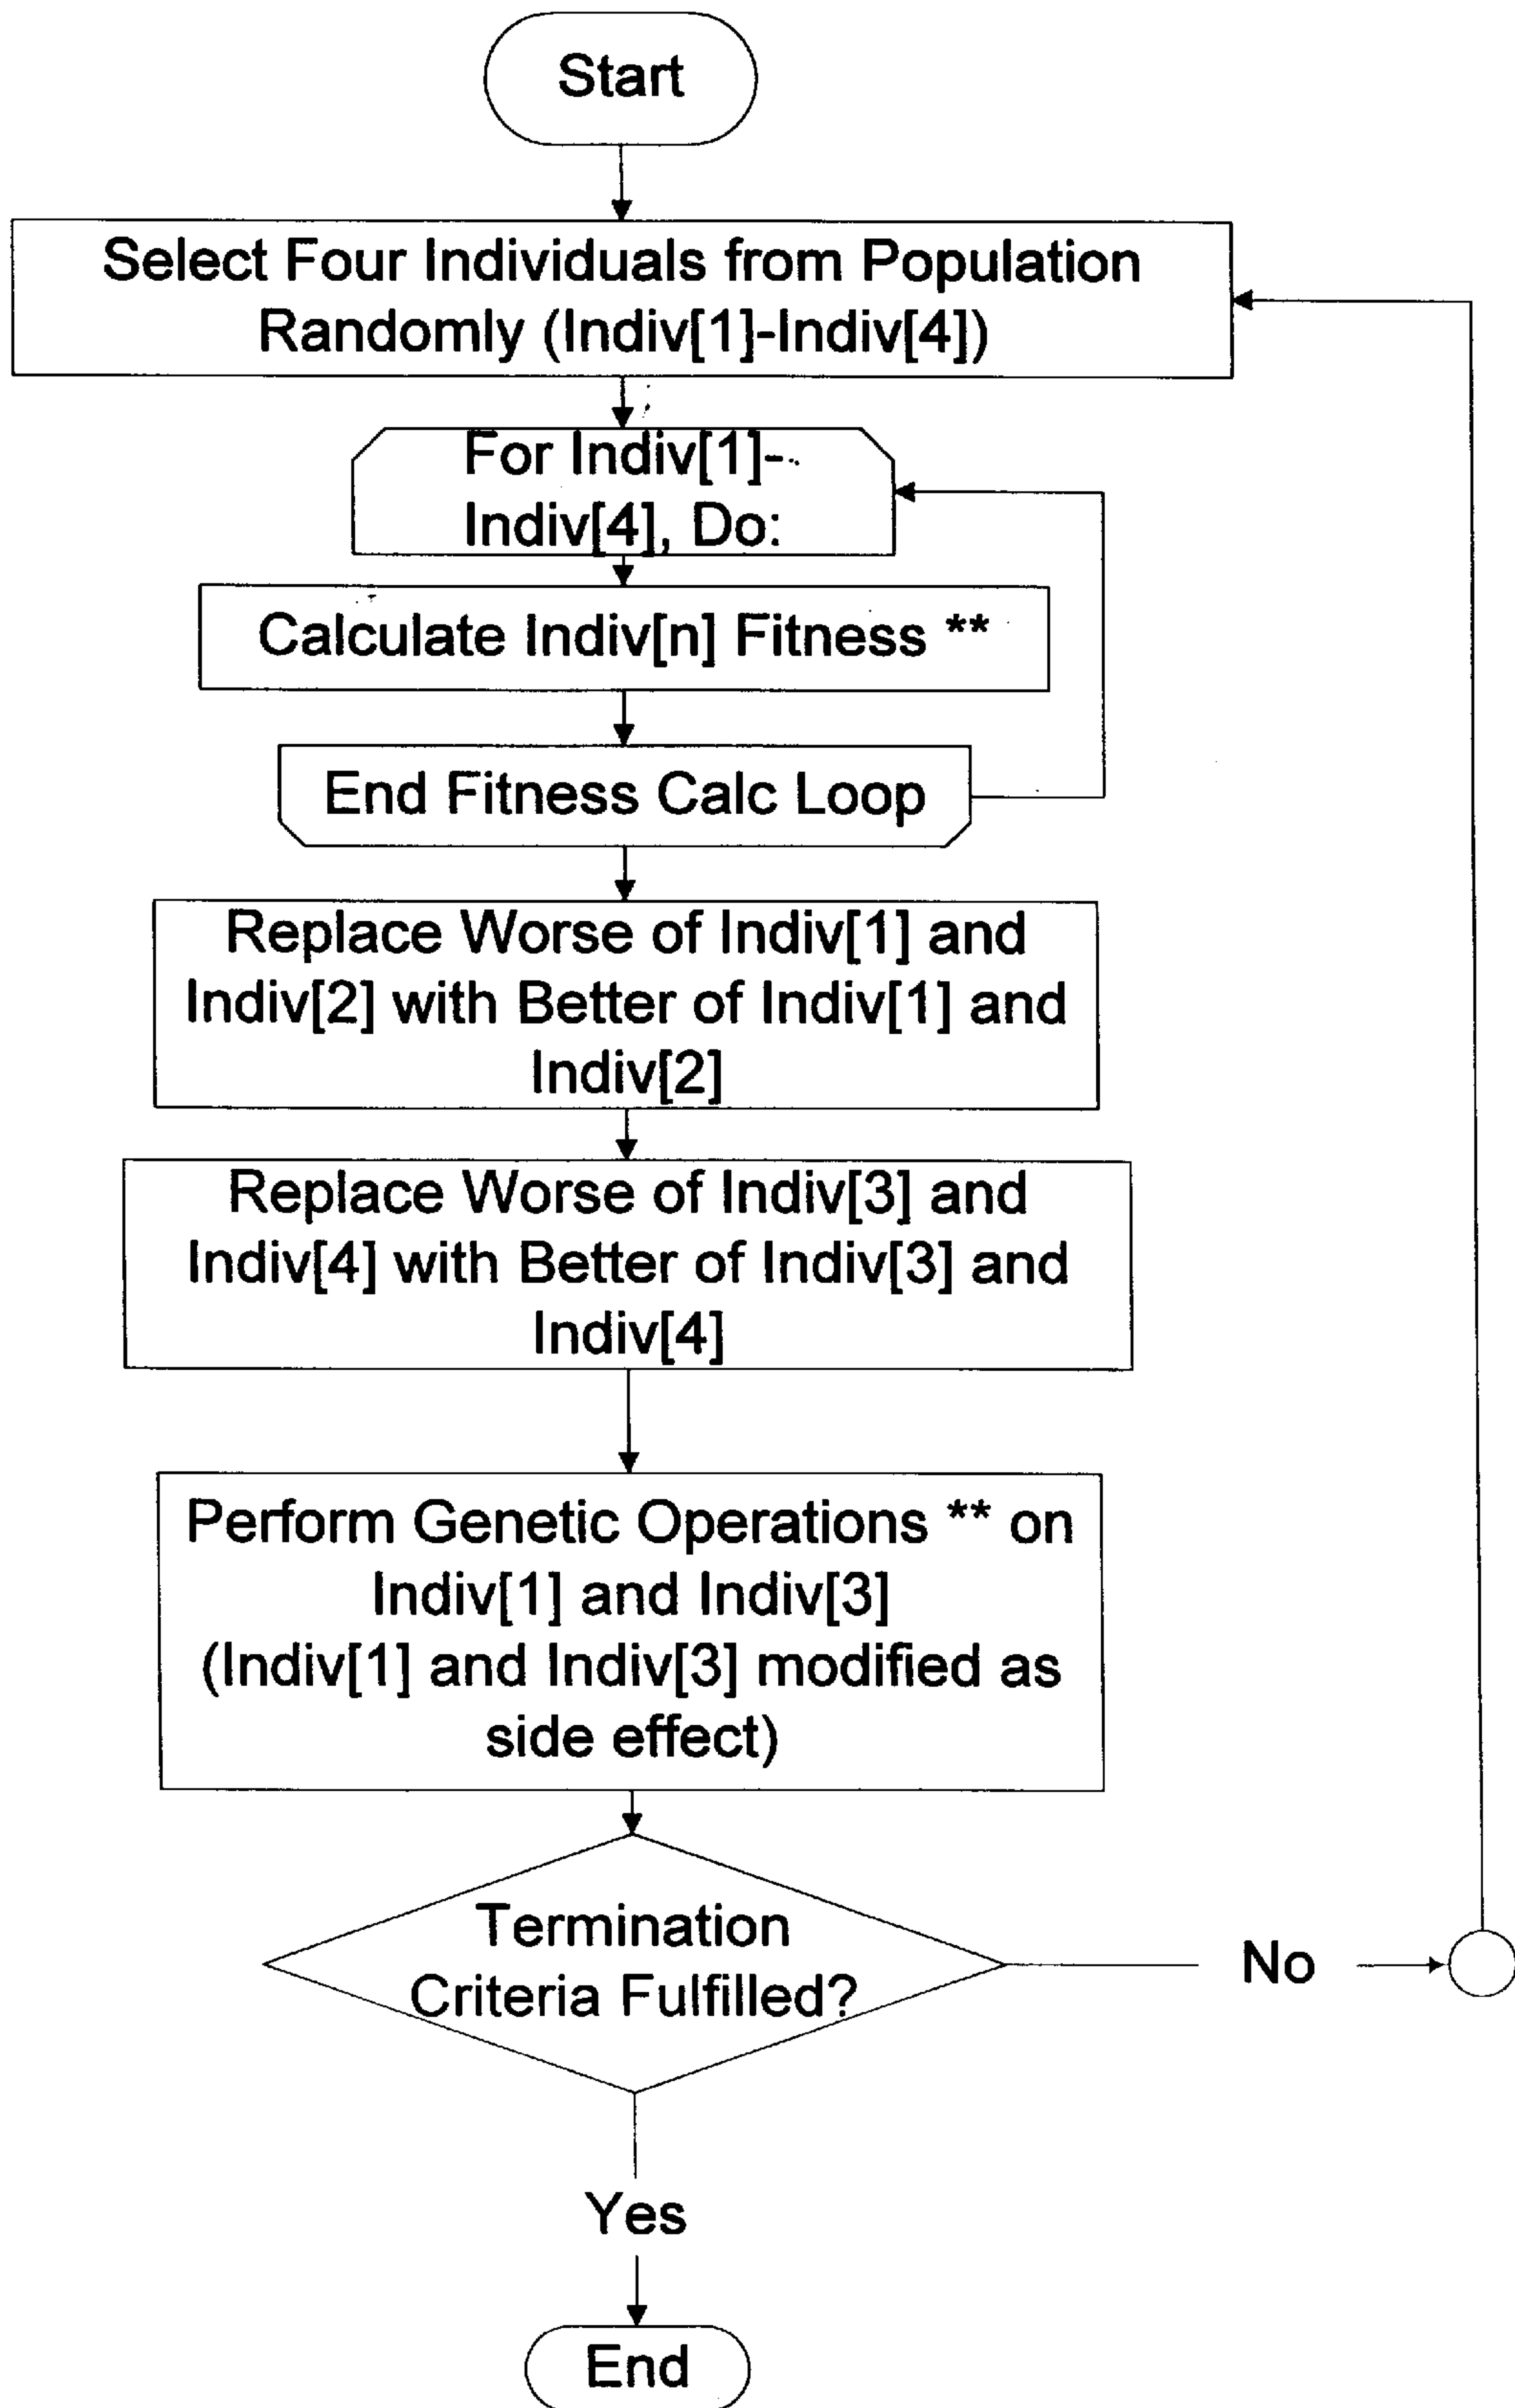 Start
Select Four Individuals from Population
Randomly (Indiv[1]-Indiv[4])
For Indiv[1]-
Indiv[4], Do:
Calculate Indiv[n] Fitness **
End Fitness Calc Loop
Replace Worse of Indiv[1] and
Indiv[2] with Better of Indiv[1] and
Indiv[2]
Replace Worse of Indiv[3] and
Indiv[4] with Better of Indiv[3] and
Indiv[4]
Perform Genetic Operations ** on
Indiv[1] and Indiv[3]
(Indiv[1] and Indiv[3] modified as
side effect)
Termination
Criteria Fulfilled?
No
Yes
End